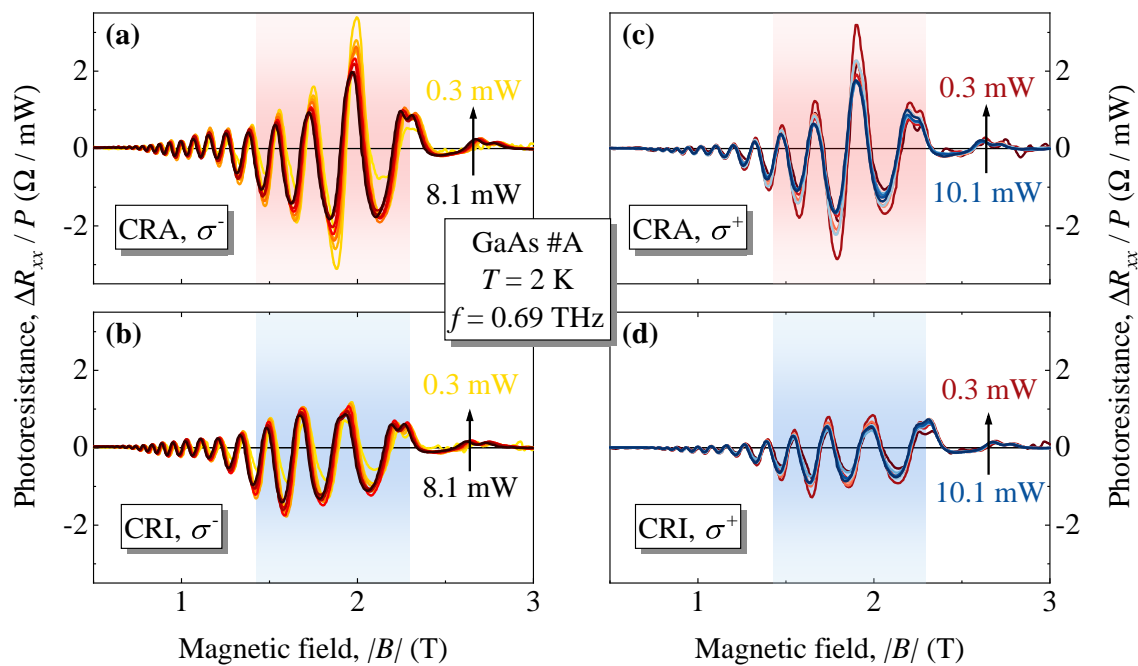 Photoresistance, ΔR_xx / P (Ω / mW)
(a)
2
0
-2
0.3 mW
8.1 mW
CRA, σ⁻
(c)
0.3 mW
10.1 mW
CRA, σ⁺
2
0
-2
GaAs #A
T = 2 K
f = 0.69 THz
(b)
2
0
-2
0.3 mW
8.1 mW
CRI, σ⁻
(d)
0.3 mW
10.1 mW
CRI, σ⁺
2
0
-2
Photoresistance, ΔR_xx / P (Ω / mW)
1 2 3
1 2 3
Magnetic field, |B| (T)
Magnetic field, |B| (T)